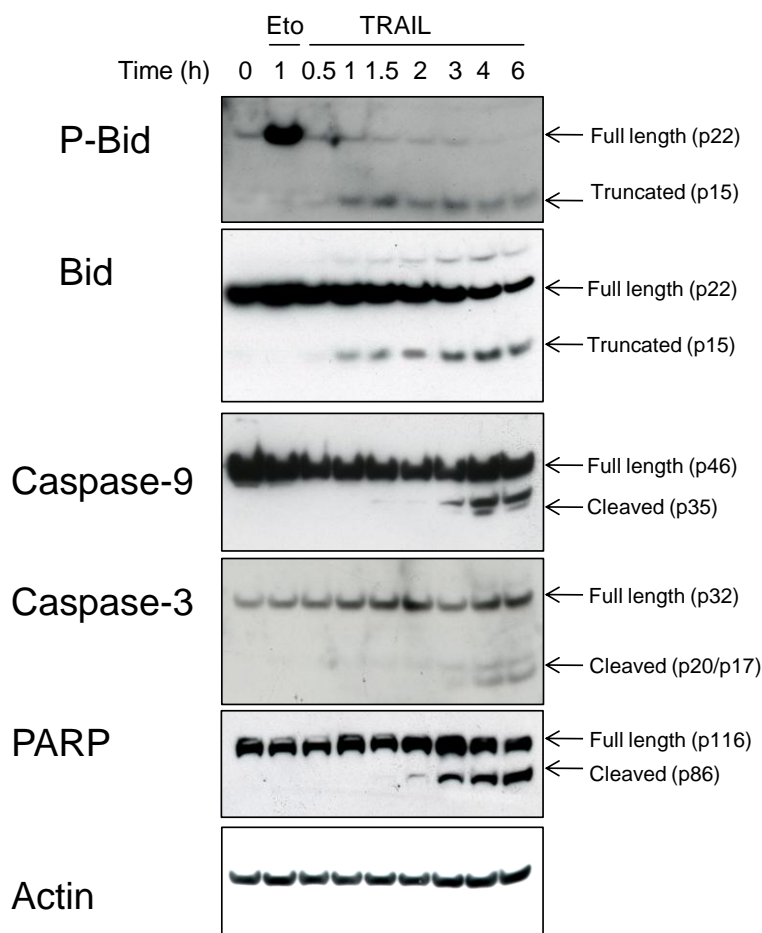 Eto TRAIL
Time (h) 0 1 0.5 1 1.5 2 3 4 6
P-Bid
Full length (p22)
Truncated (p15)
Bid
Full length (p22)
Truncated (p15)
Caspase-9
Full length (p46)
Cleaved (p35)
Caspase-3
Full length (p32)
Cleaved (p20/p17)
PARP
Full length (p116)
Cleaved (p86)
Actin